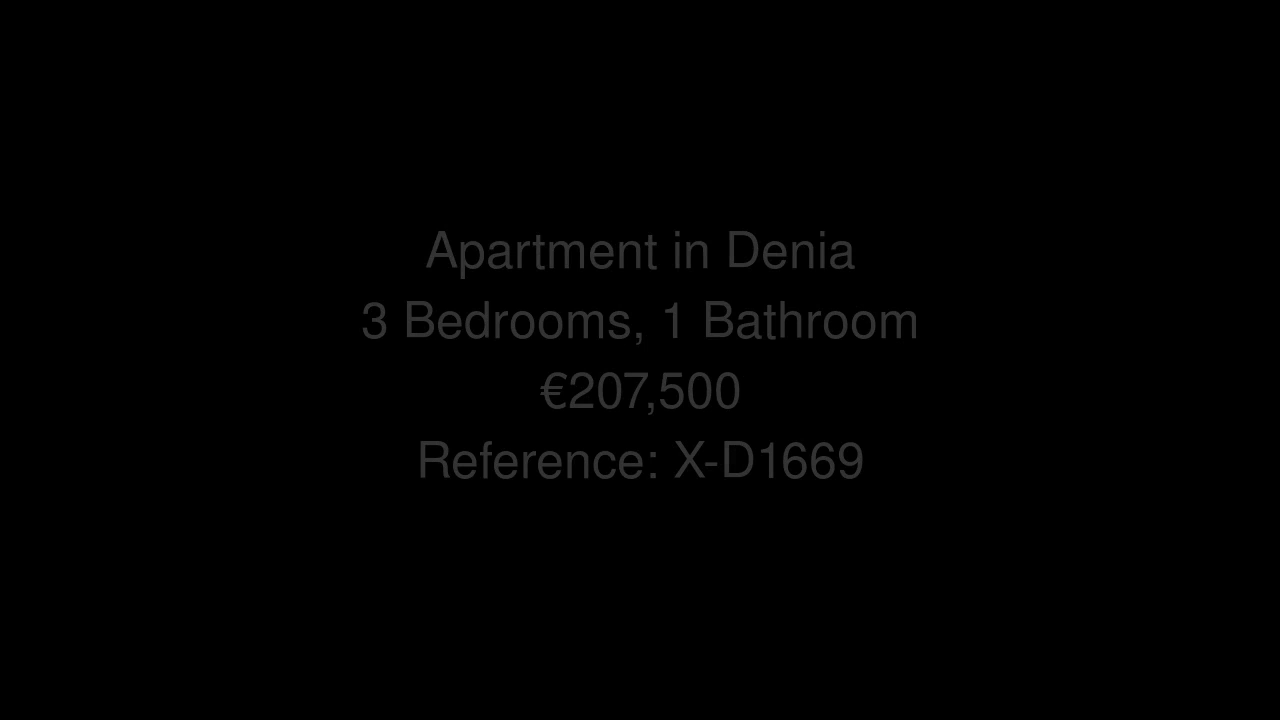 Apartment in Denia
3 Bedrooms, 1 Bathroom
€207,500
Reference: X-D1669